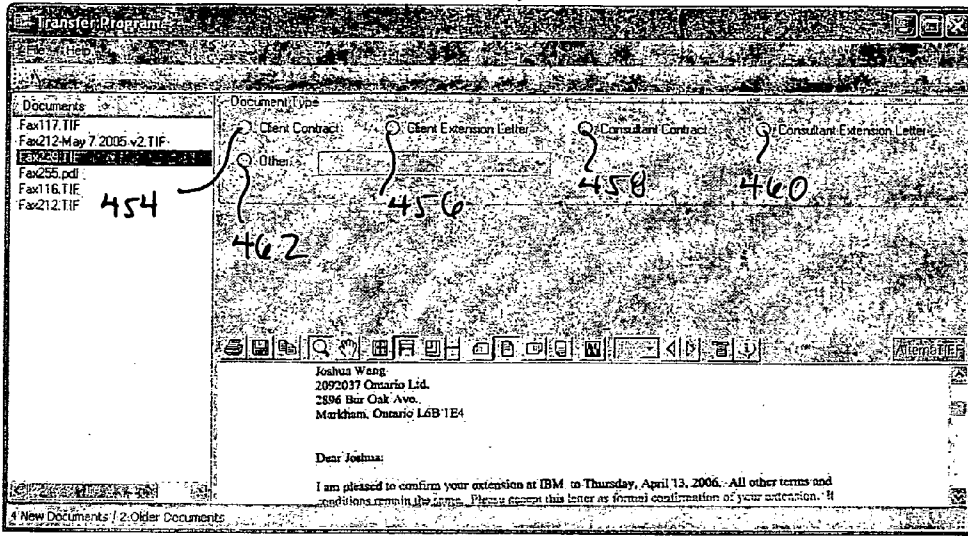 Transfer Programs
File Help
Documents
Fax117.TIF
Fax212-May 7 2005-v2.TIF
Fax259.TIF
Fax255.pdf
Fax116.TIF
Fax212.TIF
Document Type
Client Contract
Client Extension Letter
Consultant Contract
Consultant Extension Letter
Other
454
456
458
460
462
AlternaTIFF
Joshua Wang
2092037 Ontario Ltd.
2896 Bur Oak Ave.
Markham, Ontario L6B 1E4
Dear Joshua:
I am pleased to confirm your extension at IBM to Thursday, April 13, 2006. All other terms and
conditions remain the same. Please accept this letter as formal confirmation of your extension. If
4 New Documents / 2 Older Documents